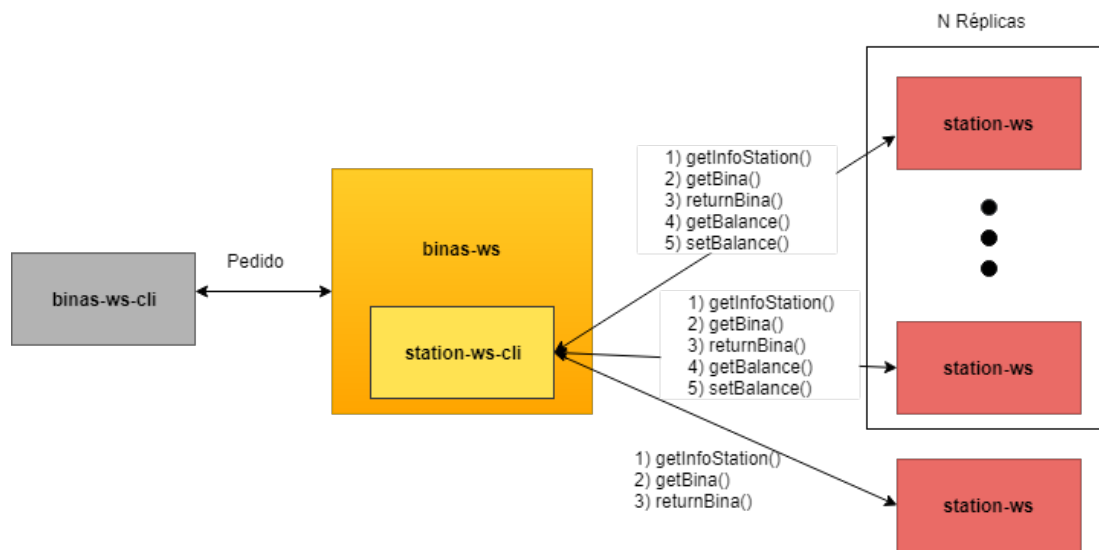 N Réplicas
station-ws
1) getInfoStation()
2) getBina()
3) returnBina()
4) getBalance()
5) setBalance()
binas-ws
Pedido
binas-ws-cli
station-ws-cli
1) getInfoStation()
2) getBina()
3) returnBina()
4) getBalance()
5) setBalance()
station-ws
1) getInfoStation()
2) getBina()
3) returnBina()
station-ws